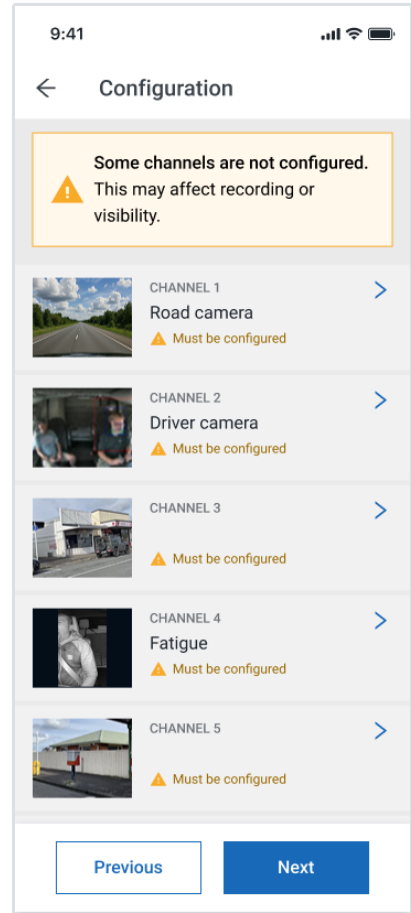 9:41
Configuration
Some channels are not configured.
This may affect recording or
visibility.
CHANNEL 1
Road camera
Must be configured
CHANNEL 2
Driver camera
Must be configured
CHANNEL 3
Must be configured
CHANNEL 4
Fatigue
Must be configured
CHANNEL 5
Must be configured
Previous
Next